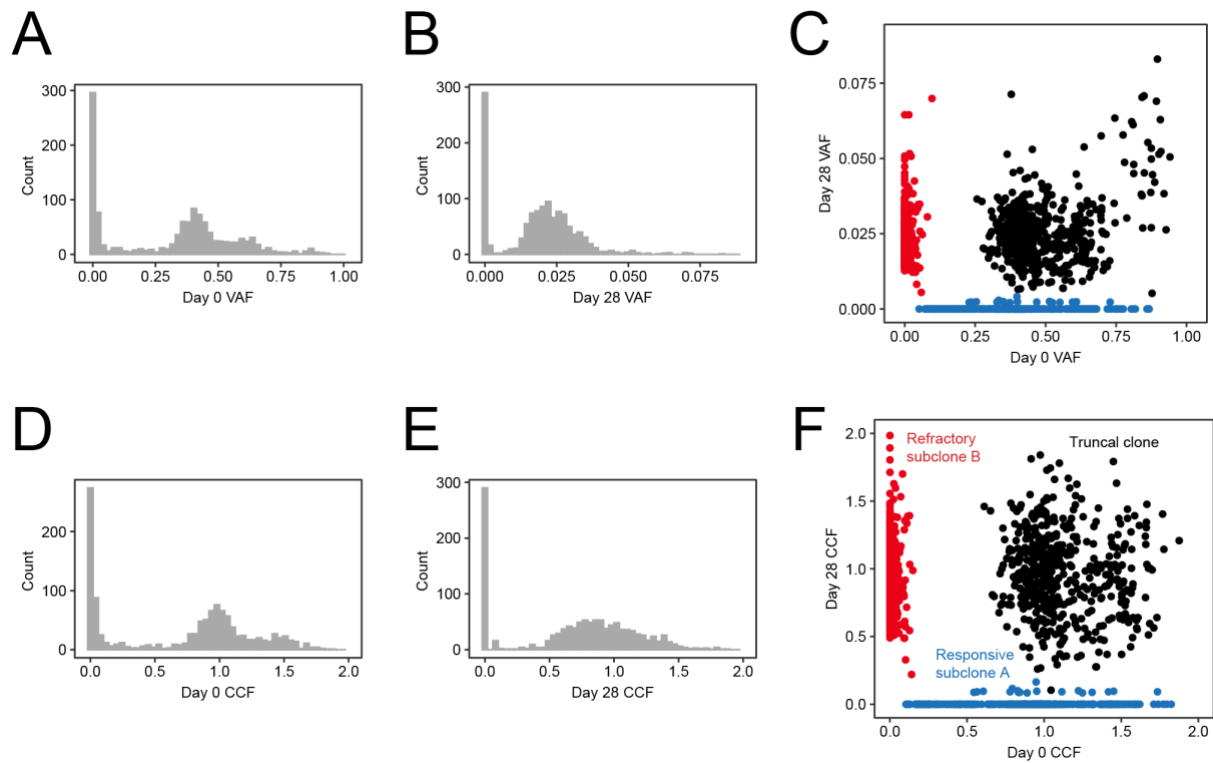 A
B
C
300
200
100
0
Count
0.00
0.25
0.50
0.75
1.00
Day 0 VAF
300
200
100
0
Count
0.000
0.025
0.050
0.075
Day 28 VAF
0.075
0.050
0.025
0.000
Day 28 VAF
0.00
0.25
0.50
0.75
1.00
Day 0 VAF
D
E
F
200
100
0
Count
0.0
0.5
1.0
1.5
2.0
Day 0 CCF
300
200
100
0
Count
0.0
0.5
1.0
1.5
2.0
Day 28 CCF
2.0
1.5
1.0
0.5
0.0
Day 28 CCF
Refractory
subclone B
Truncal clone
Responsive
subclone A
0.0
0.5
1.0
1.5
2.0
Day 0 CCF